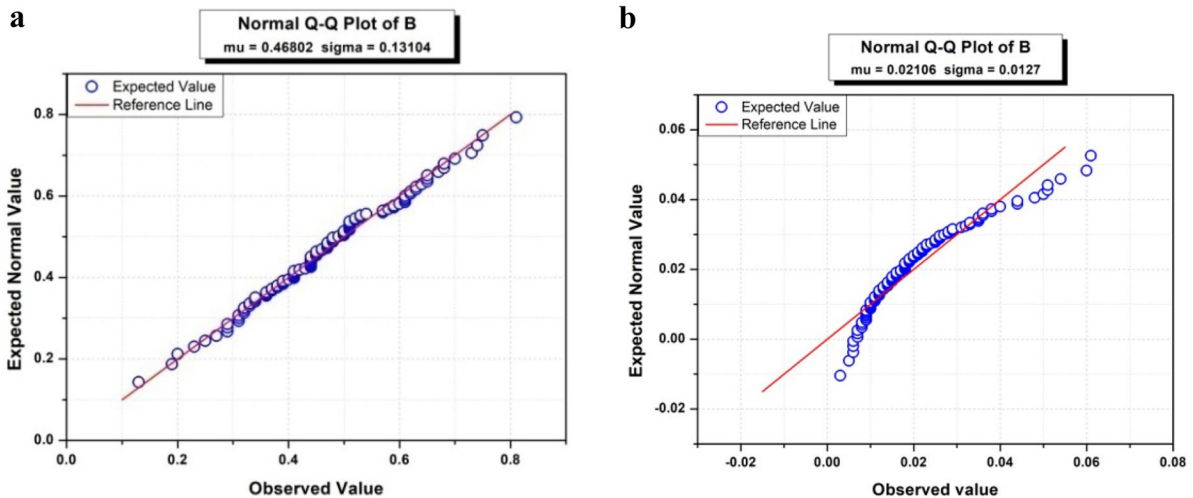 a
Normal Q-Q Plot of B
mu = 0.46802 sigma = 0.13104
Expected Value
Reference Line
Expected Normal Value
0.8
0.6
0.4
0.2
0.0
0.0 0.2 0.4 0.6 0.8
Observed Value
b
Normal Q-Q Plot of B
mu = 0.02106 sigma = 0.0127
Expected Value
Reference Line
Expected Normal Value
0.06
0.04
0.02
0.00
-0.02
-0.02 0.00 0.02 0.04 0.06 0.08
Observed value